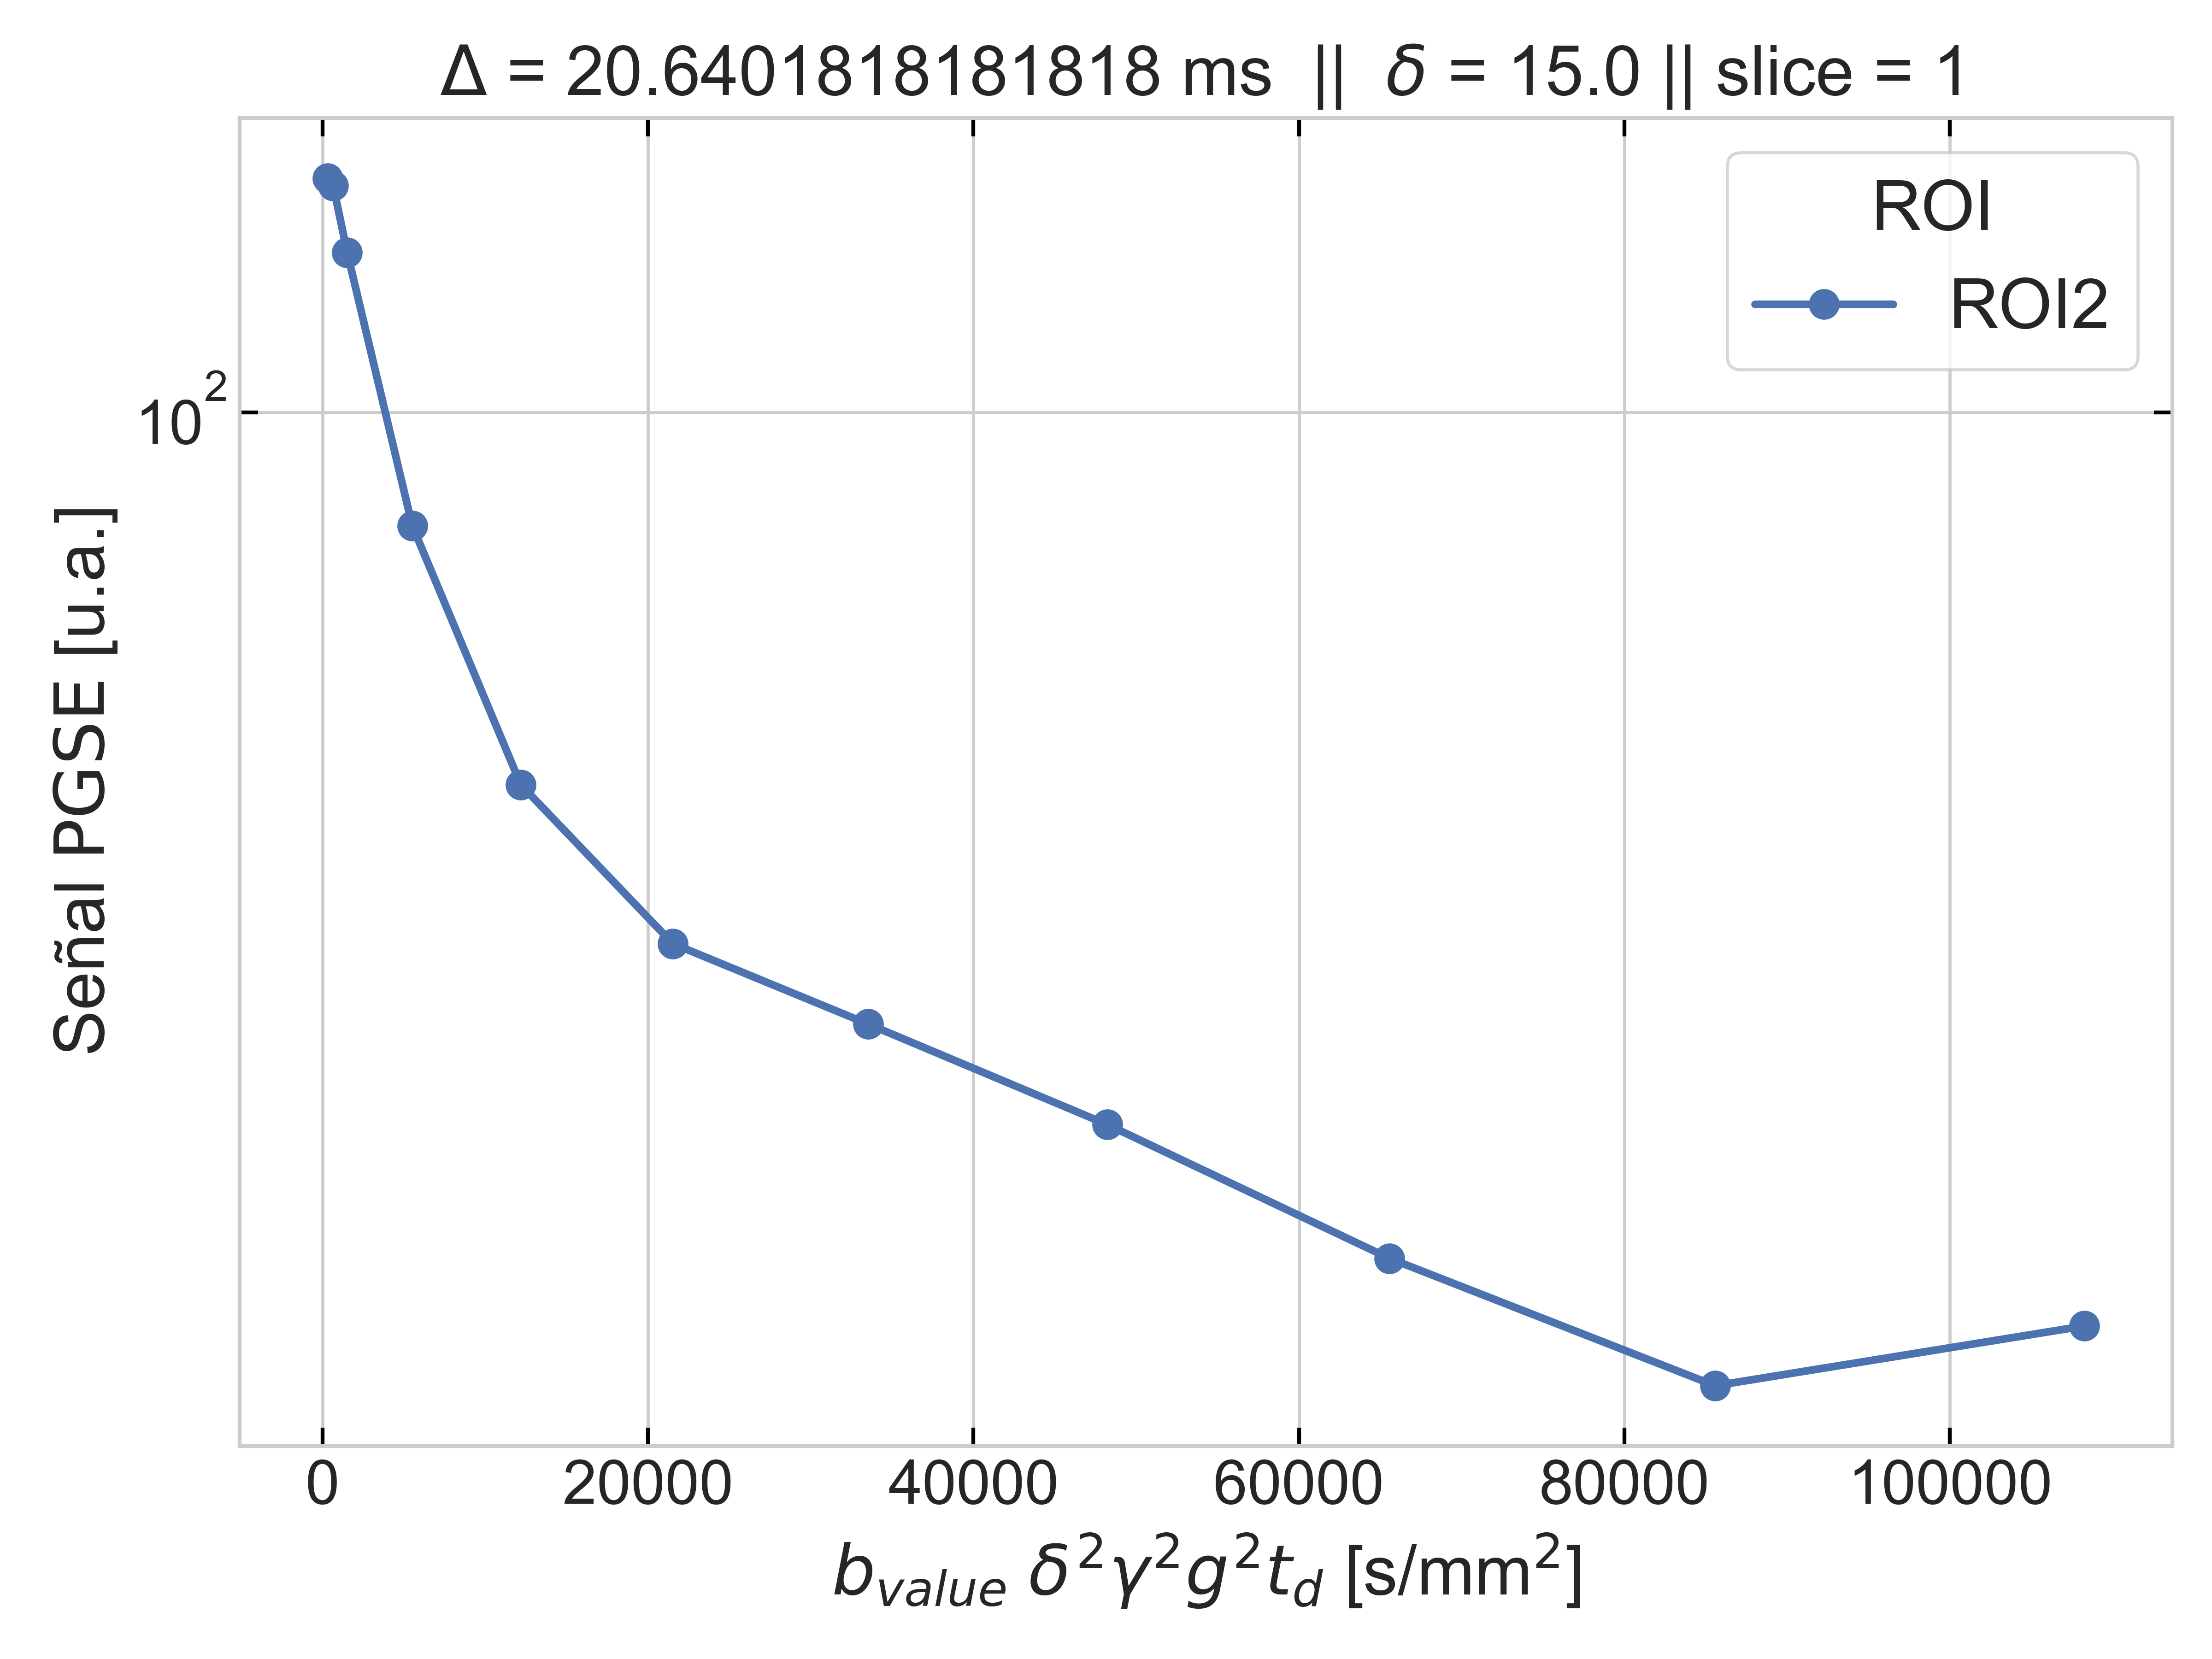 Δ = 20.640181818181818 ms || δ = 15.0 || slice = 1
ROI
ROI2
10²
Señal PGSE [u.a.]
0 20000 40000 60000 80000 100000
b_value δ²γ²g²t_d [s/mm²]